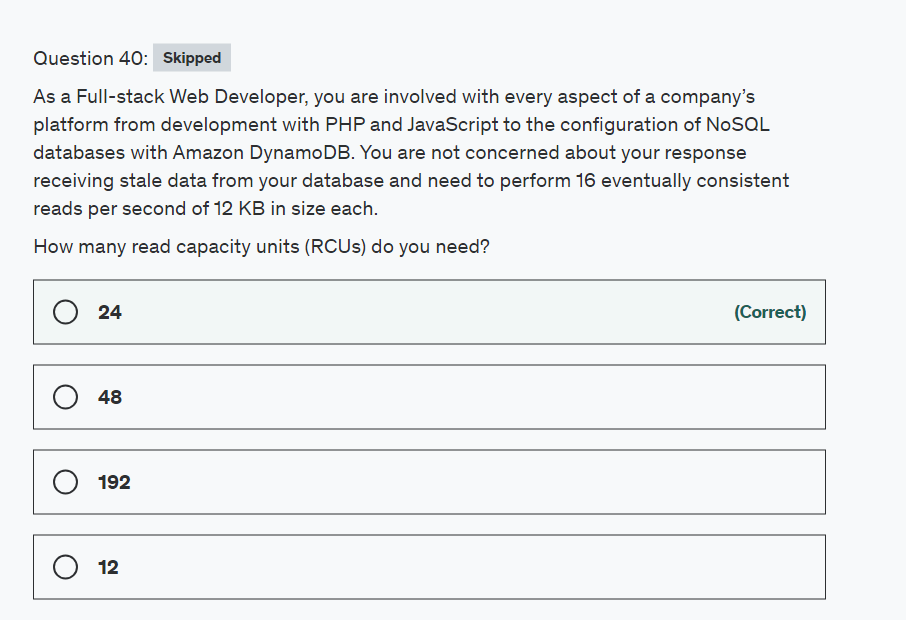 Question 40: Skipped
As a Full-stack Web Developer, you are involved with every aspect of a company’s
platform from development with PHP and JavaScript to the configuration of NoSQL
databases with Amazon DynamoDB. You are not concerned about your response
receiving stale data from your database and need to perform 16 eventually consistent
reads per second of 12 KB in size each.
How many read capacity units (RCUs) do you need?
24 (Correct)
48
192
12